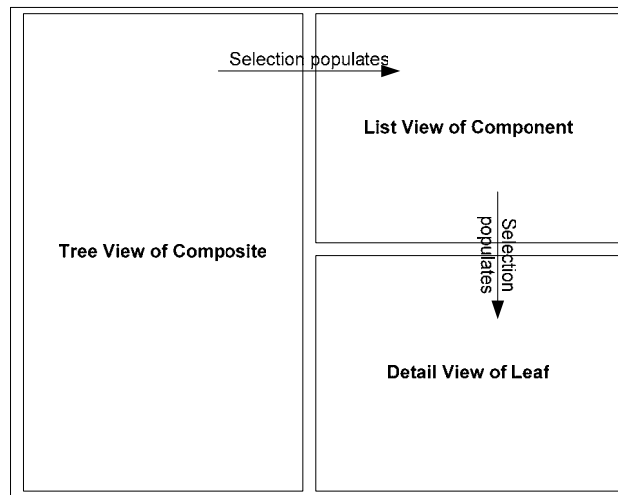 Selection populates
List View of Component
Tree View of Composite
Selection
populates
Detail View of Leaf